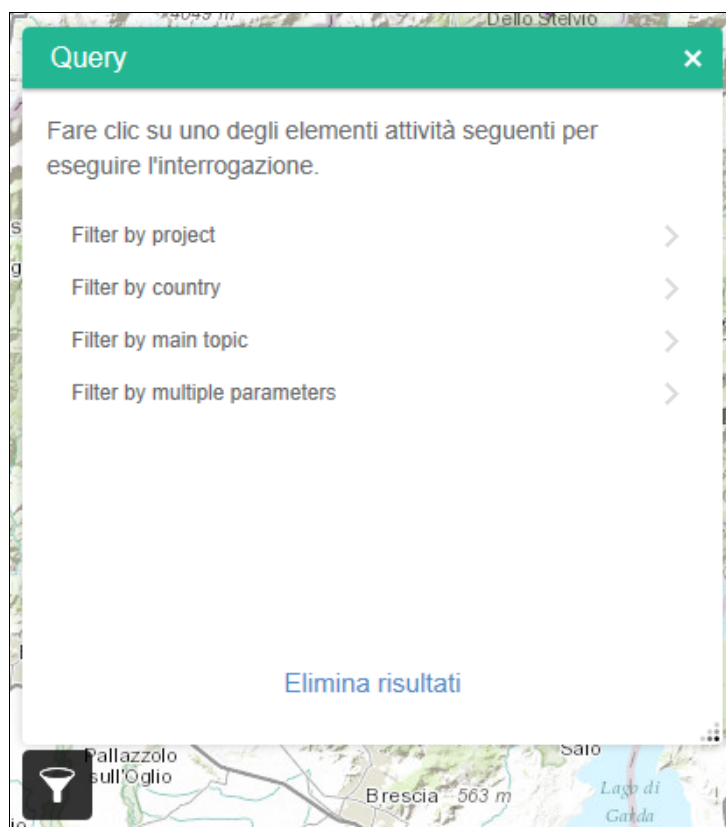 4049 m
Dello Stelvio
Query
Fare clic su uno degli elementi attività seguenti per
eseguire l'interrogazione.
Filter by project
Filter by country
Filter by main topic
Filter by multiple parameters
Elimina risultati
Pallazzolo
sull'Oglio
Salò
Brescia 563 m
Lago di
Garda